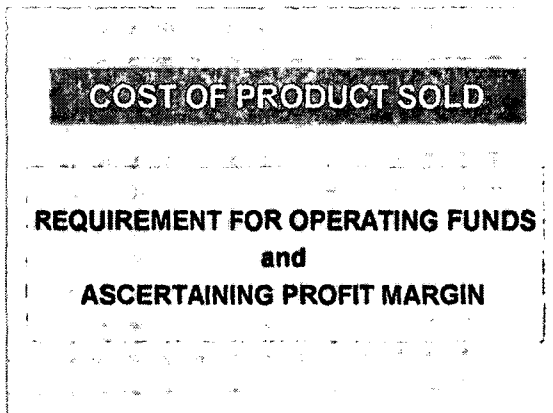 COST OF PRODUCT SOLD
REQUIREMENT FOR OPERATING FUNDS
and
ASCERTAINING PROFIT MARGIN